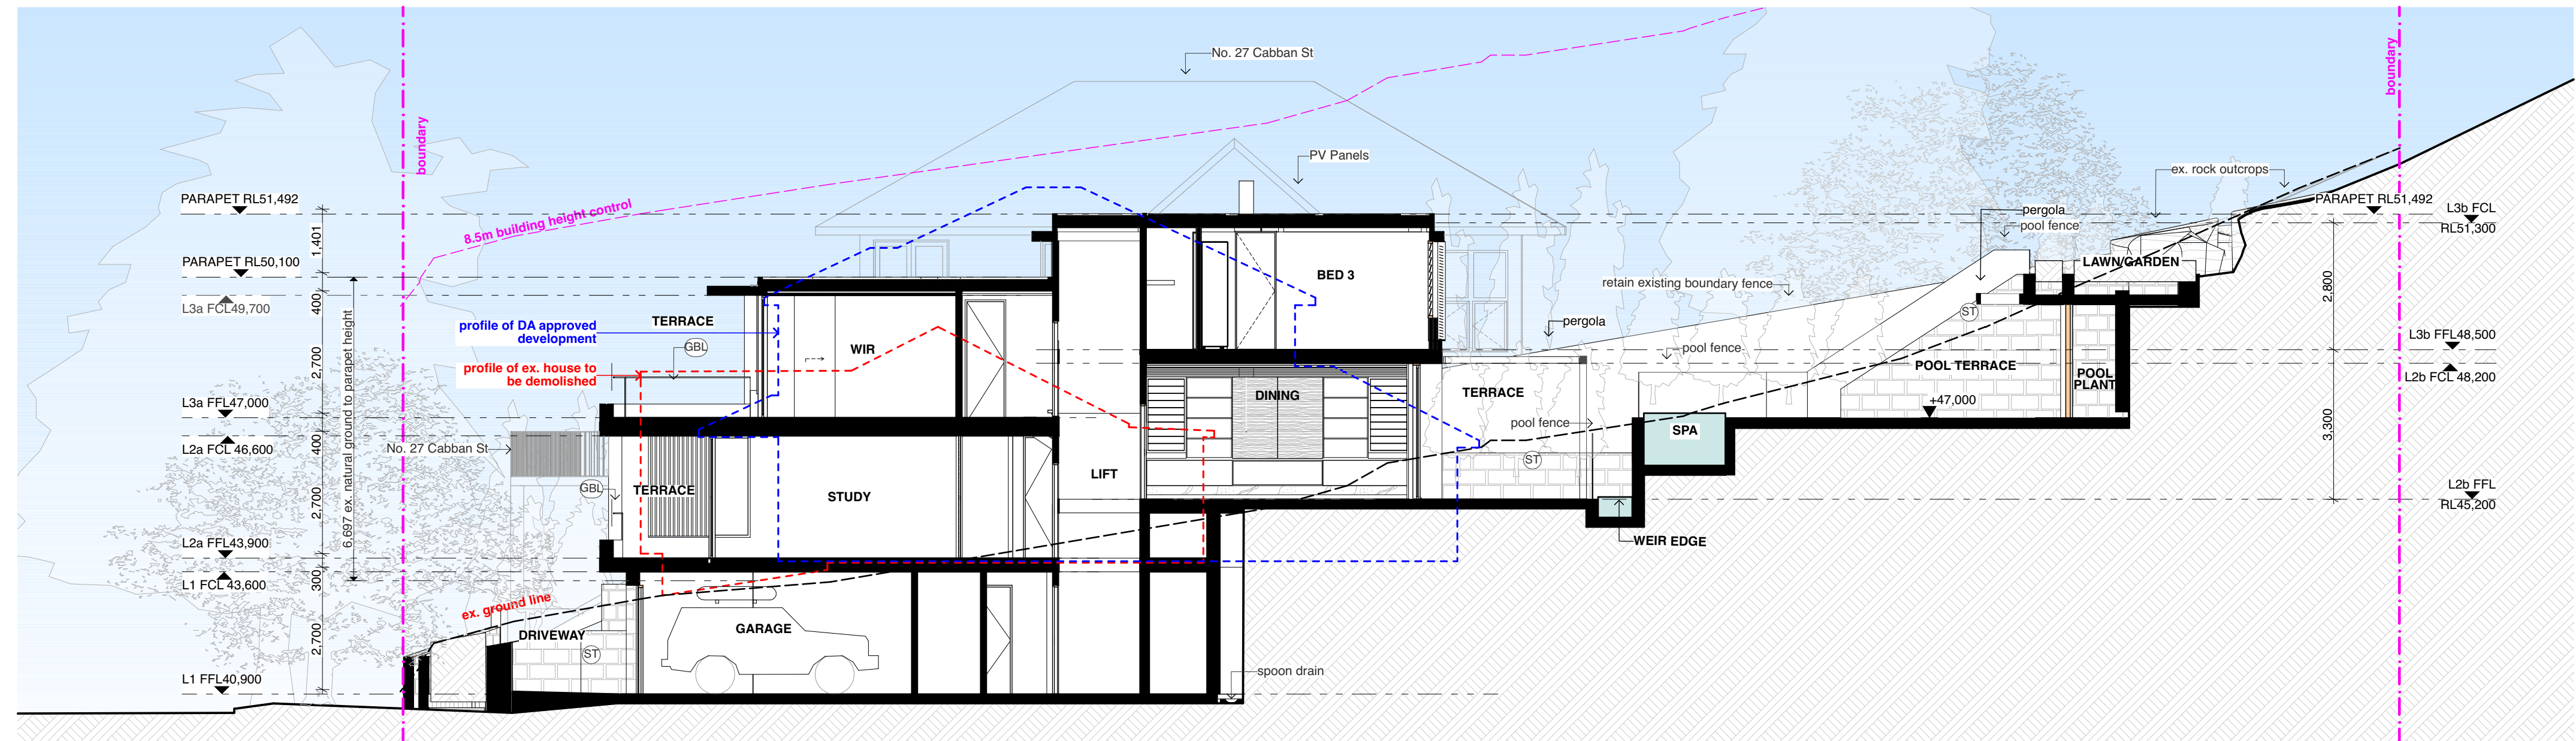 No. 27 Cabban St
boundary
boundary
PV Panels
ex. rock outcrops
PARAPET RL51,492
PARAPET RL51,492
L3b FCL
RL51,300
8.5m building height control
pergola
pool fence
1,401
PARAPET RL50,100
LAWN/GARDEN
BED 3
retain existing boundary fence
2,800
400
L3a FCL49,700
ST
TERRACE
profile of DA approved
development
pergola
L3b FFL48,500
WIR
GBL
pool fence
2,700
6,697 ex. natural ground to parapet height
profile of ex. house to
be demolished
POOL TERRACE
POOL
PLANT
L2b FCL 48,200
DINING
TERRACE
L3a FFL47,000
+47,000
pool fence
SPA
3,300
400
L2a FCL 46,600
No. 27 Cabban St
ST
LIFT
GBL
TERRACE
STUDY
L2b FFL
RL45,200
2,700
WEIR EDGE
L2a FFL43,900
300
L1 FCL 43,600
ex. ground line
GARAGE
DRIVEWAY
2,700
ST
spoon drain
L1 FFL40,900